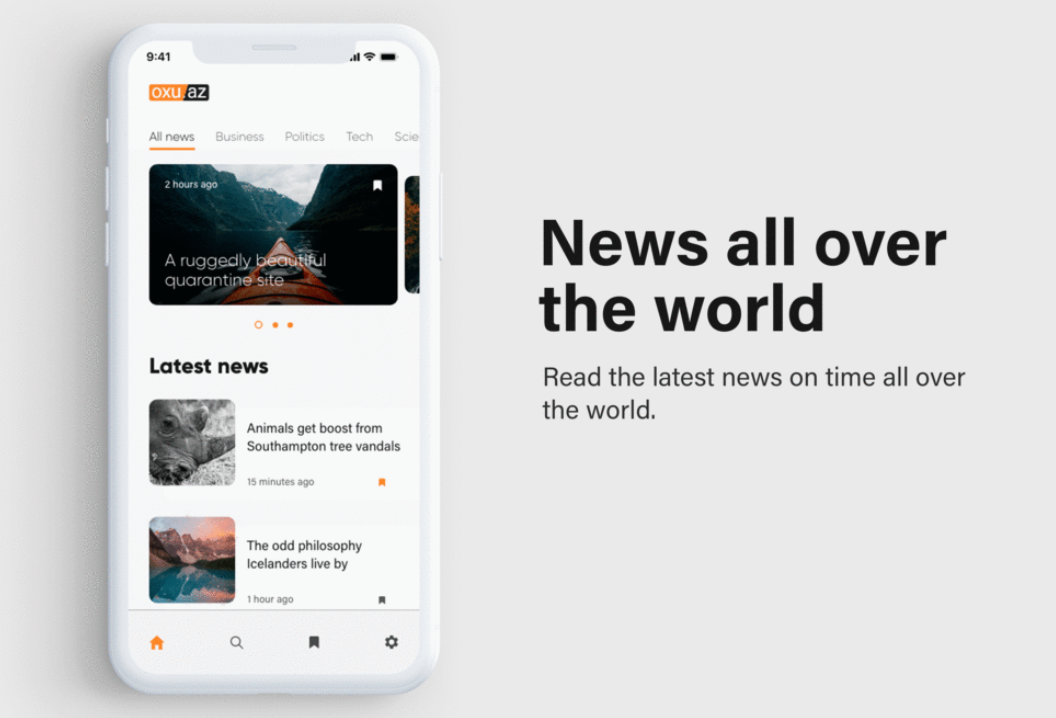 9:41
oxu.az
All news Business Politics Tech Scie
2 hours ago
A ruggedly beautiful
quarantine site
Latest news
Animals get boost from
Southampton tree vandals
15 minutes ago
The odd philosophy
Icelanders live by
1 hour ago
News all over
the world
Read the latest news on time all over
the world.